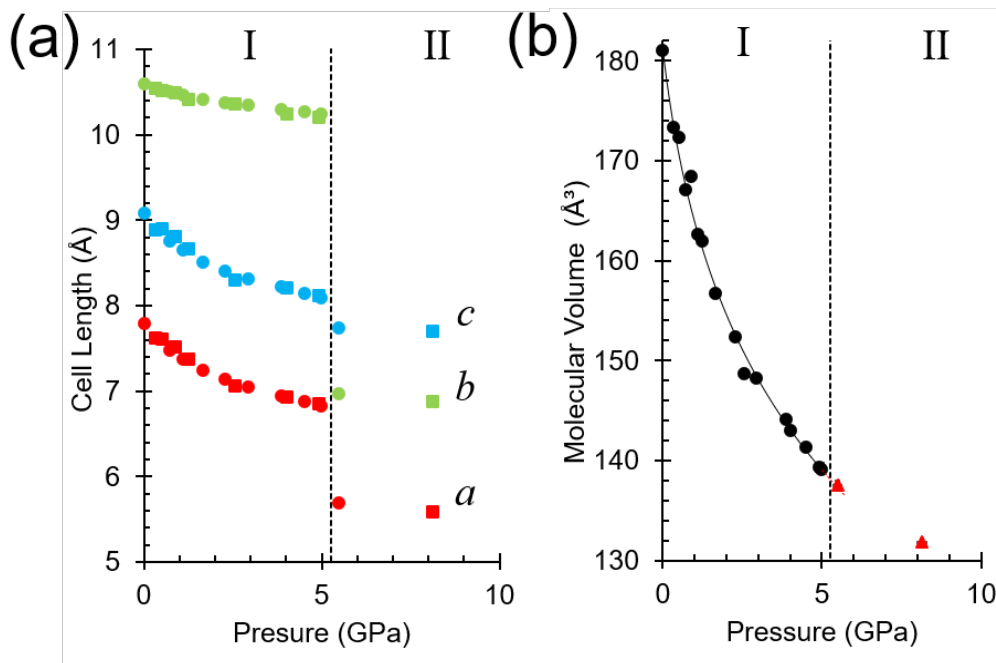 (a)
I
II
11
10
9
8
7
6
5
Cell Length (Å)
c
b
a
0
5
10
Presure (GPa)
(b)
I
II
180
170
160
150
140
130
Molecular Volume (Å³)
0
5
10
Pressure (GPa)